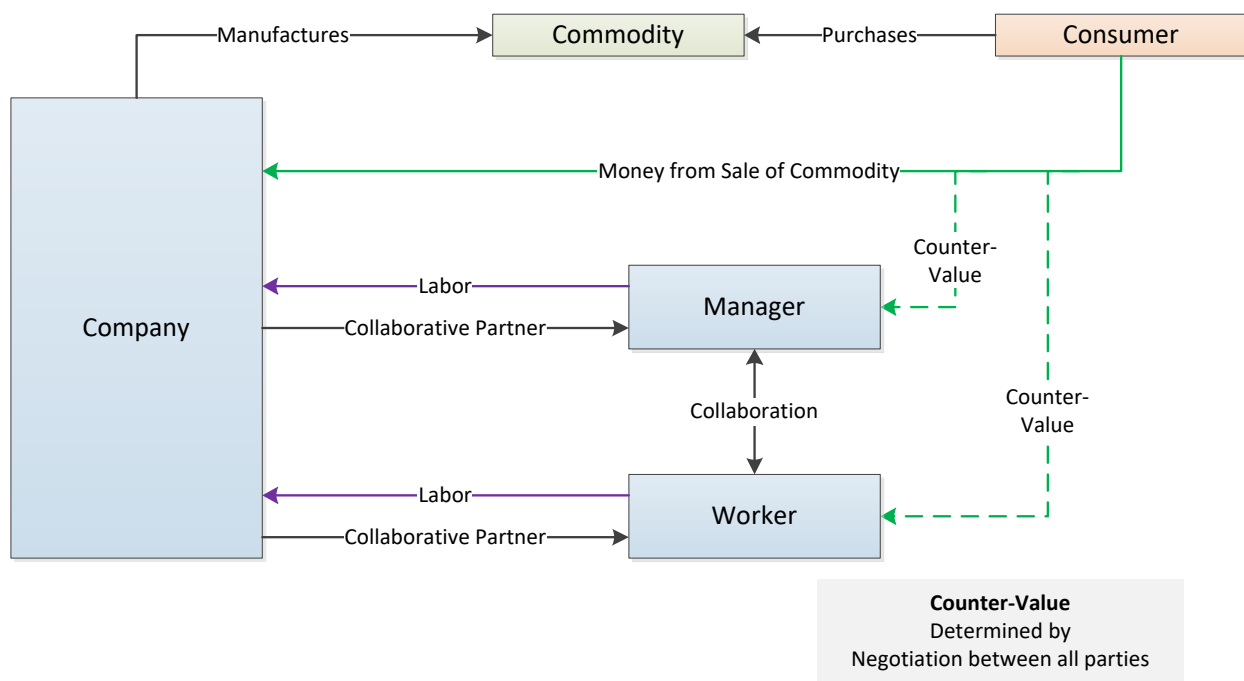 Manufactures
Commodity
Purchases
Consumer
Money from Sale of Commodity
Counter-
Value
Labor
Manager
Company
Collaborative Partner
Collaboration
Counter-
Value
Labor
Worker
Collaborative Partner
Counter-Value
Determined by
Negotiation between all parties